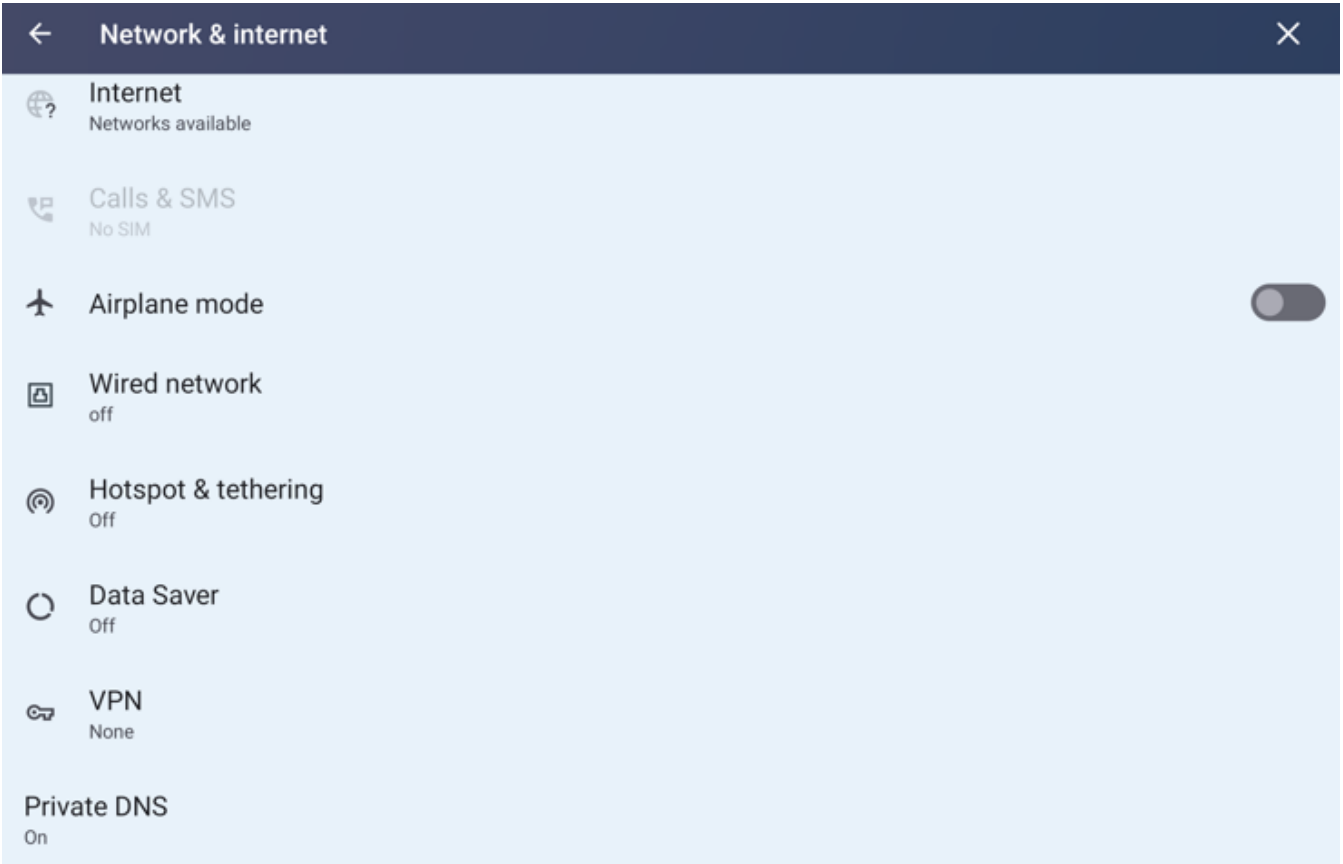 Network & internet
Internet
Networks available
Calls & SMS
No SIM
Airplane mode
Wired network
off
Hotspot & tethering
Off
Data Saver
Off
VPN
None
Private DNS
On